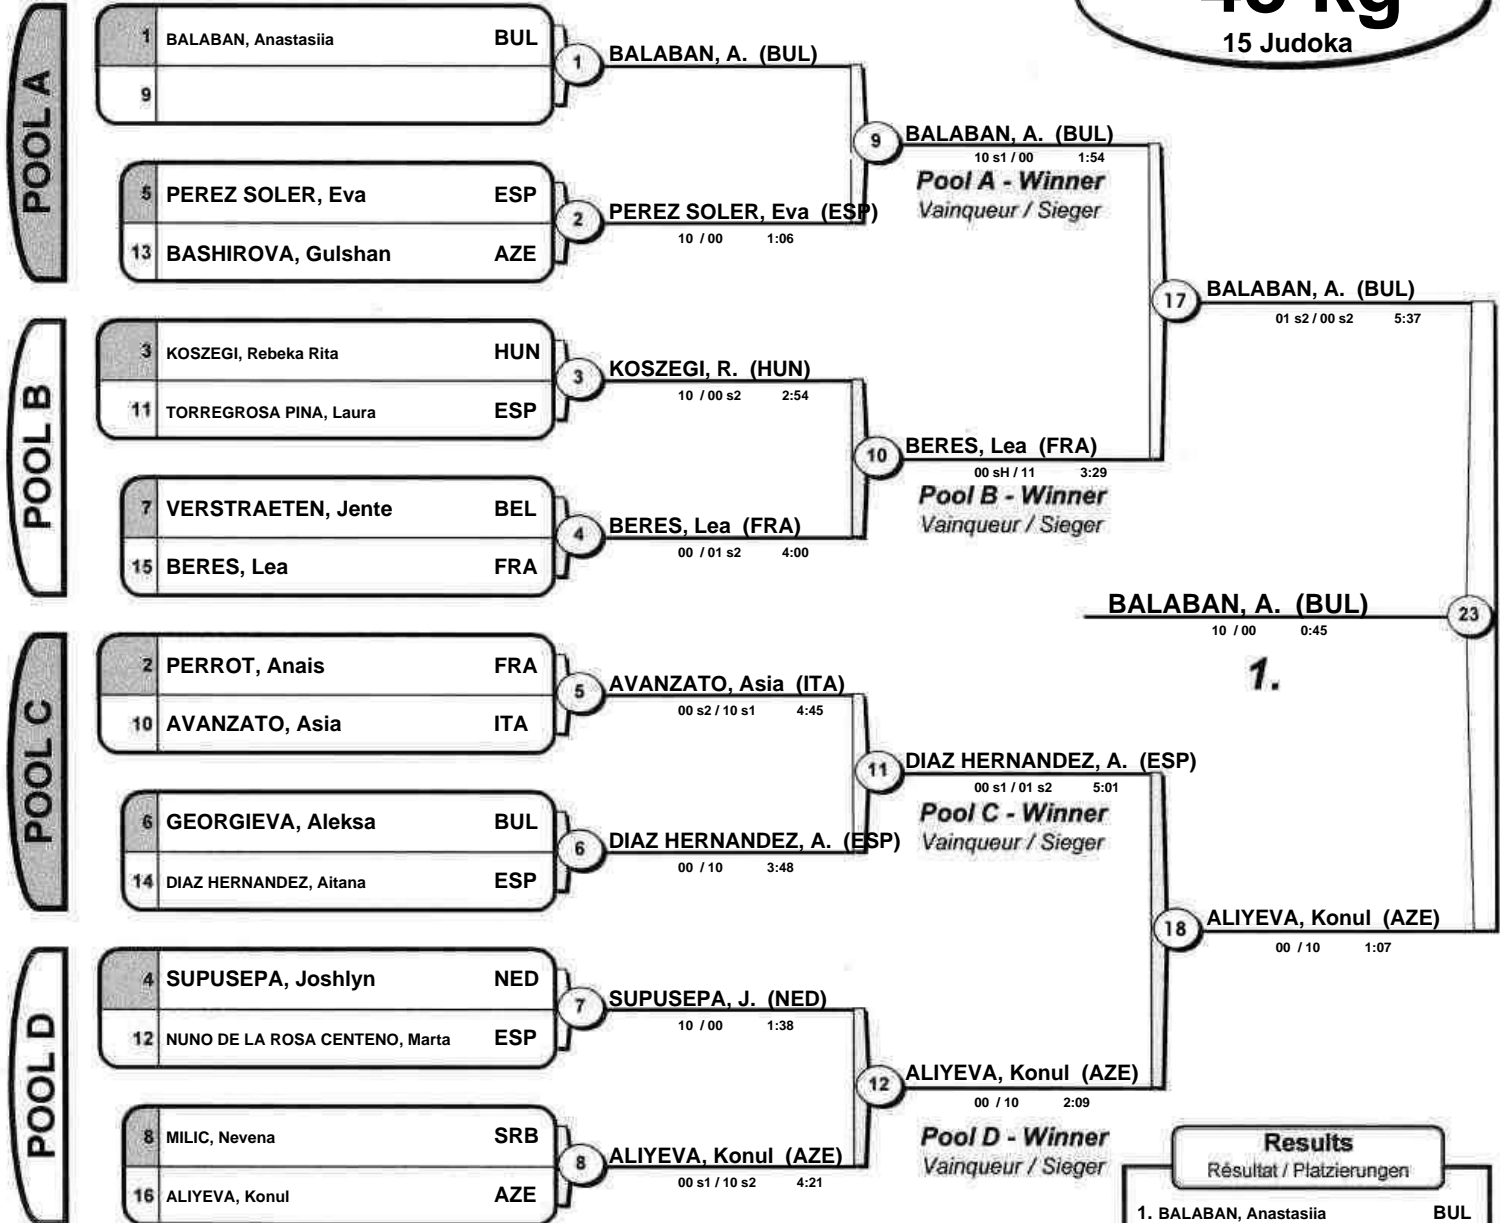 kg
15 Judoka
POOL A
1 BALABAN, Anastasiia BUL
9
1 BALABAN, A. (BUL)
5 PEREZ SOLER, Eva ESP
13 BASHIROVA, Gulshan AZE
2 PEREZ SOLER, Eva (ESP)
10 / 00 1:06
9 BALABAN, A. (BUL)
10 s1 / 00 1:54
Pool A - Winner
Vainqueur / Sieger
POOL B
3 KOSZEGI, Rebeka Rita HUN
11 TORREGROSA PINA, Laura ESP
3 KOSZEGI, R. (HUN)
10 / 00 s2 2:54
7 VERSTRAETEN, Jente BEL
15 BERES, Lea FRA
4 BERES, Lea (FRA)
00 / 01 s2 4:00
10 BERES, Lea (FRA)
00 sH / 11 3:29
Pool B - Winner
Vainqueur / Sieger
17 BALABAN, A. (BUL)
01 s2 / 00 s2 5:37
BALABAN, A. (BUL) 23
10 / 00 0:45
1.
POOL C
2 PERROT, Anais FRA
10 AVANZATO, Asia ITA
5 AVANZATO, Asia (ITA)
00 s2 / 10 s1 4:45
6 GEORGIEVA, Aleksa BUL
14 DIAZ HERNANDEZ, Aitana ESP
6 DIAZ HERNANDEZ, A. (ESP)
00 / 10 3:48
11 DIAZ HERNANDEZ, A. (ESP)
00 s1 / 01 s2 5:01
Pool C - Winner
Vainqueur / Sieger
18 ALIYEVA, Konul (AZE)
00 / 10 1:07
POOL D
4 SUPUSEPA, Joshlyn NED
12 NUNO DE LA ROSA CENTENO, Marta ESP
7 SUPUSEPA, J. (NED)
10 / 00 1:38
8 MILIC, Nevena SRB
16 ALIYEVA, Konul AZE
8 ALIYEVA, Konul (AZE)
00 s1 / 10 s2 4:21
12 ALIYEVA, Konul (AZE)
00 / 10 2:09
Pool D - Winner
Vainqueur / Sieger
Results
Résultat / Platzierungen
1. BALABAN, Anastasiia BUL